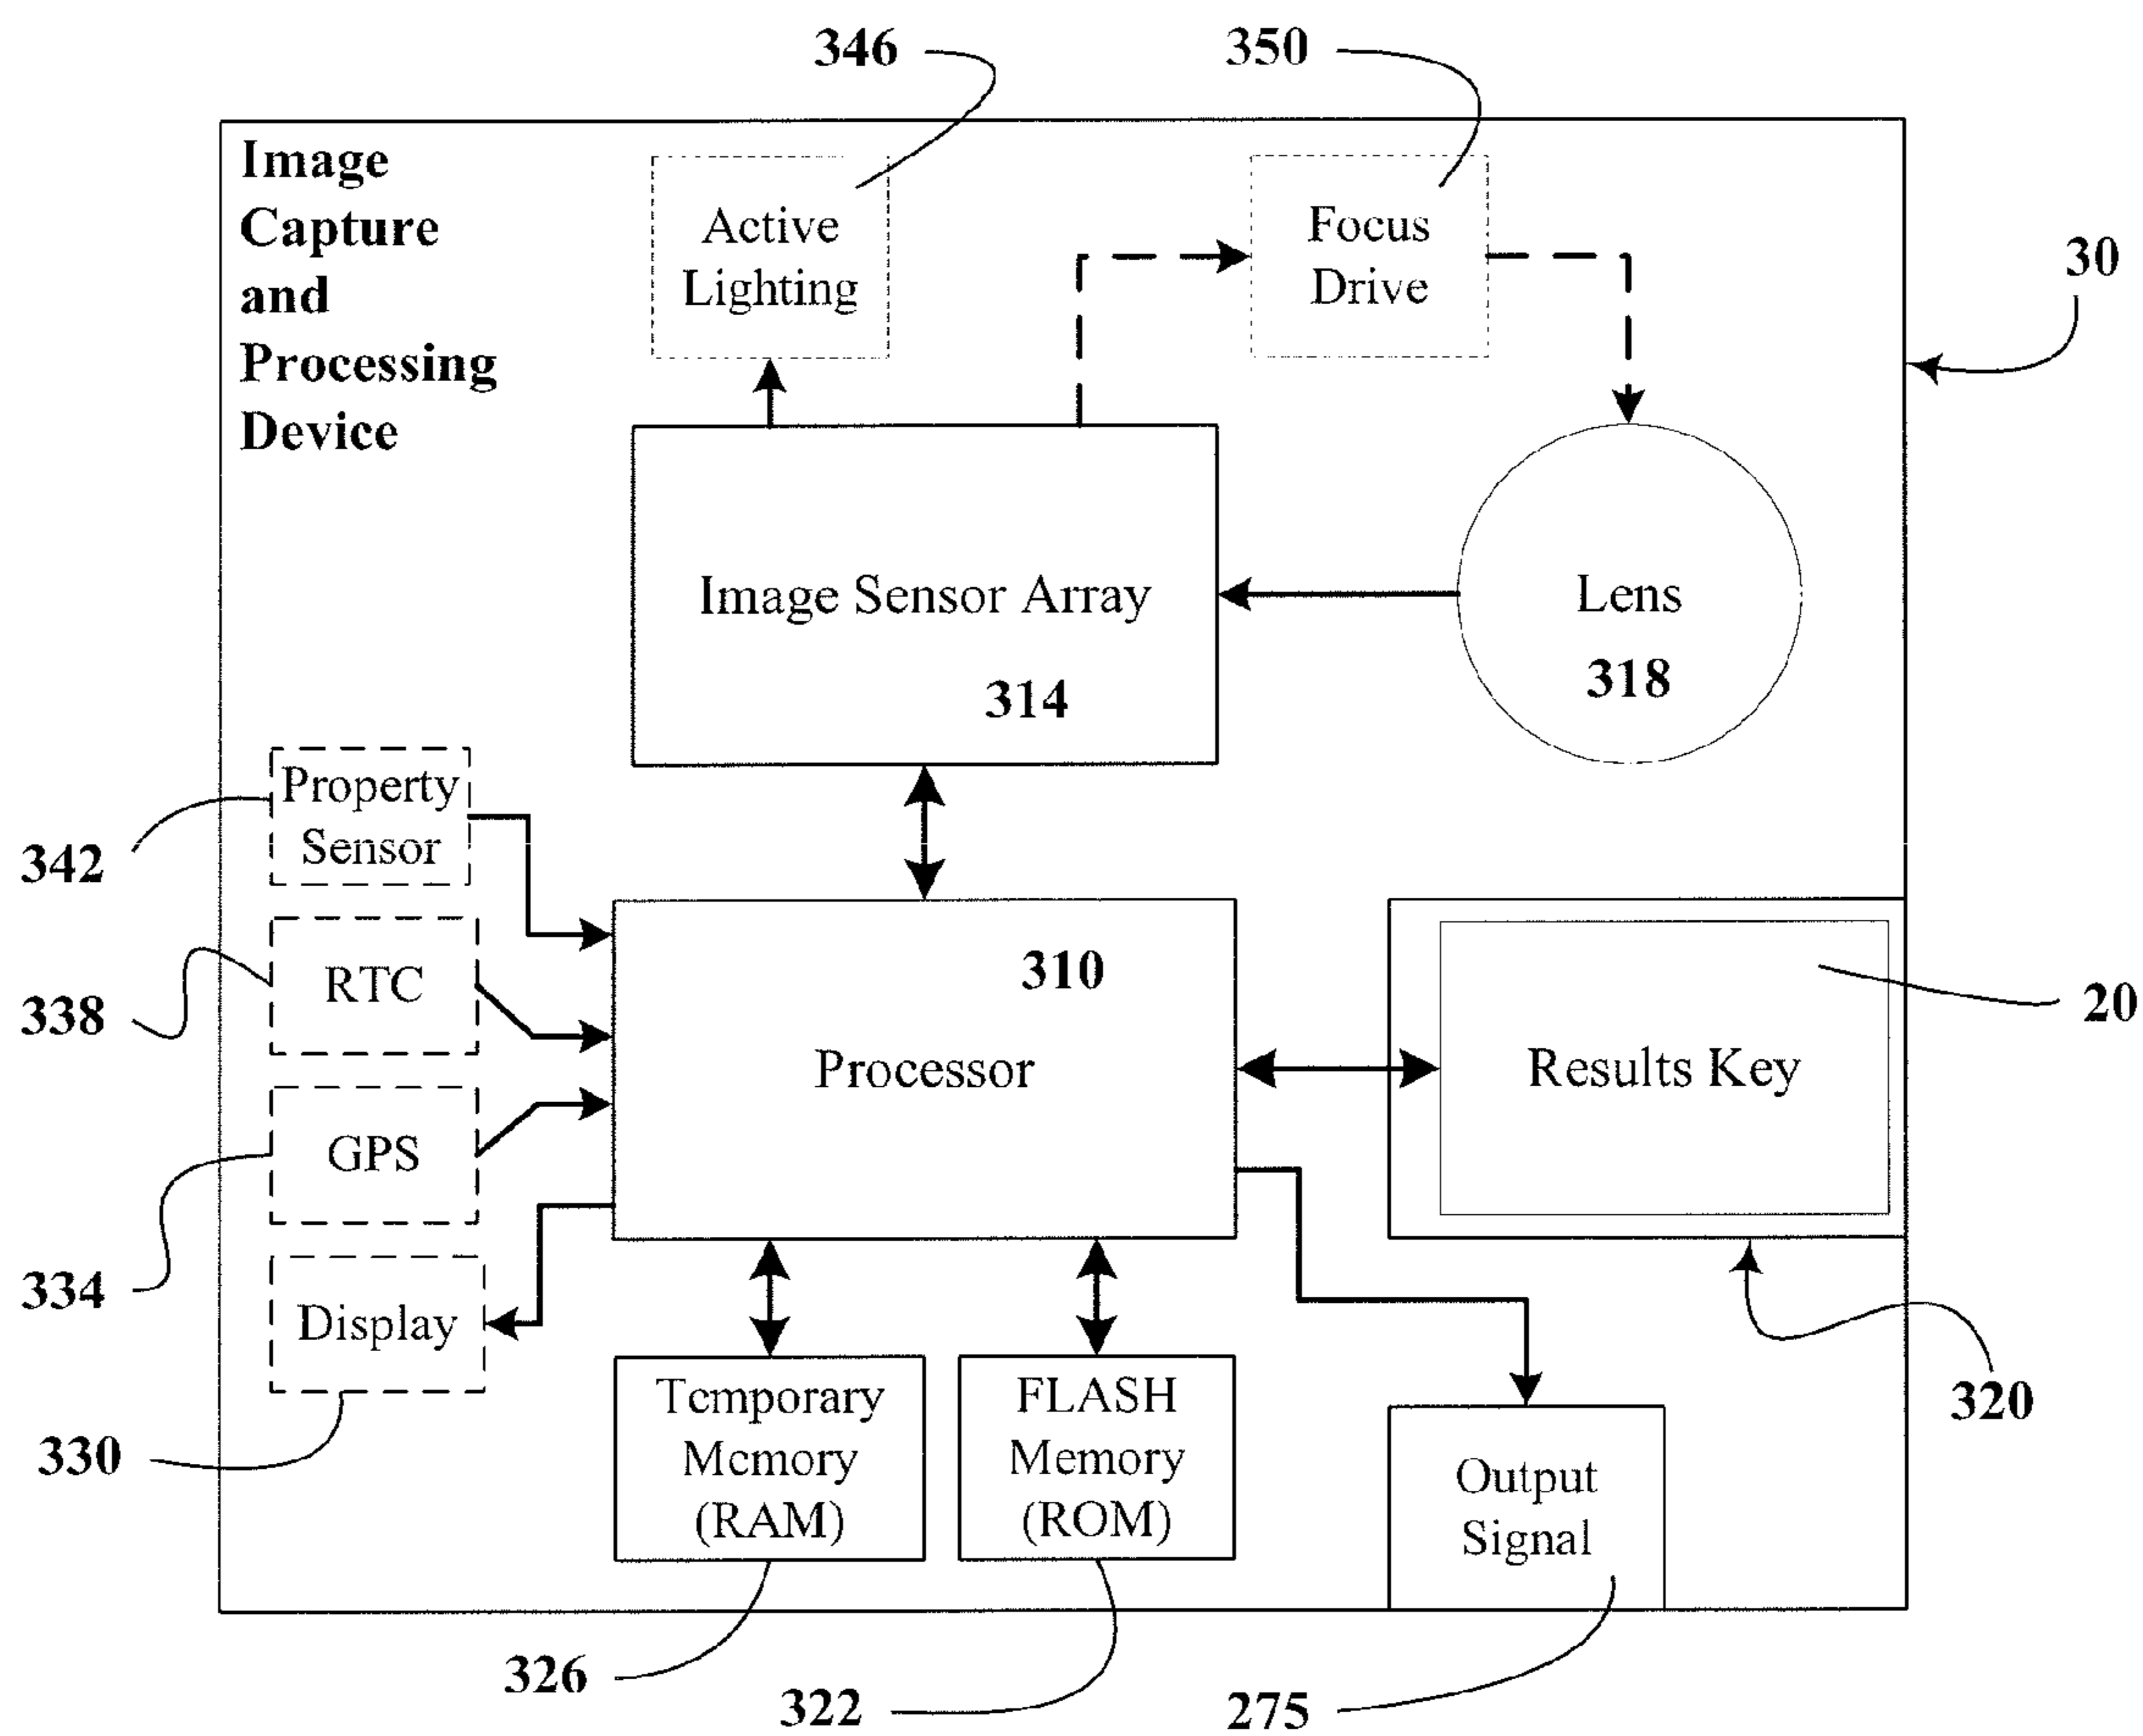 346
350
Image
Capture
and
Processing
Device
Active
Lighting
Focus
Drive
30
Image Sensor Array
314
Lens
318
Property
Sensor
342
RTC
338
GPS
334
Display
330
310
Processor
Results Key
20
320
Temporary
Memory
(RAM)
326
FLASH
Memory
(ROM)
322
Output
Signal
275